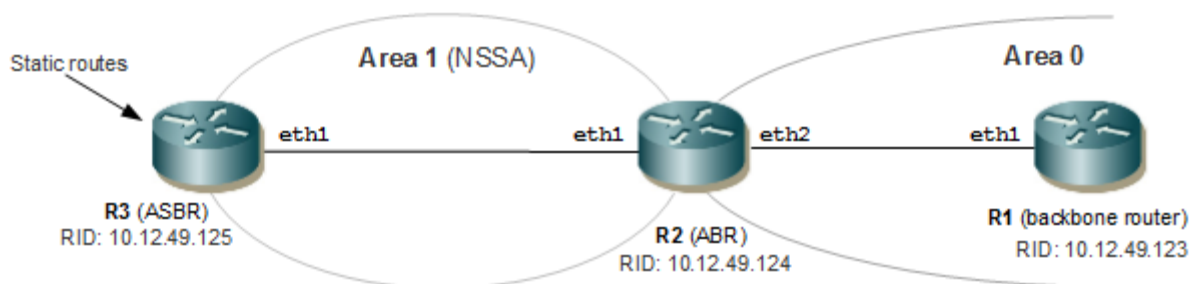 Static routes
Area 1 (NSSA)
Area 0
eth1
eth1
eth2
eth1
R3 (ASBR)
RID: 10.12.49.125
R2 (ABR)
RID: 10.12.49.124
R1 (backbone router)
RID: 10.12.49.123